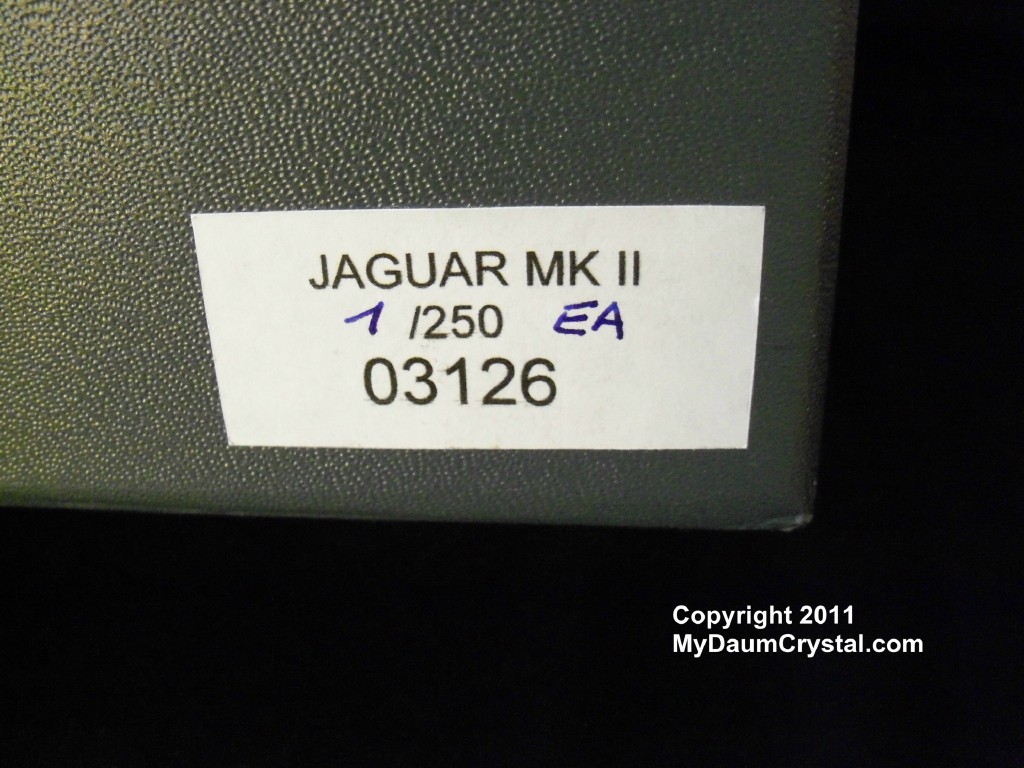 JAGUAR MK II
1 /250 EA
03126
Copyright 2011
MyDaumCrystal.com